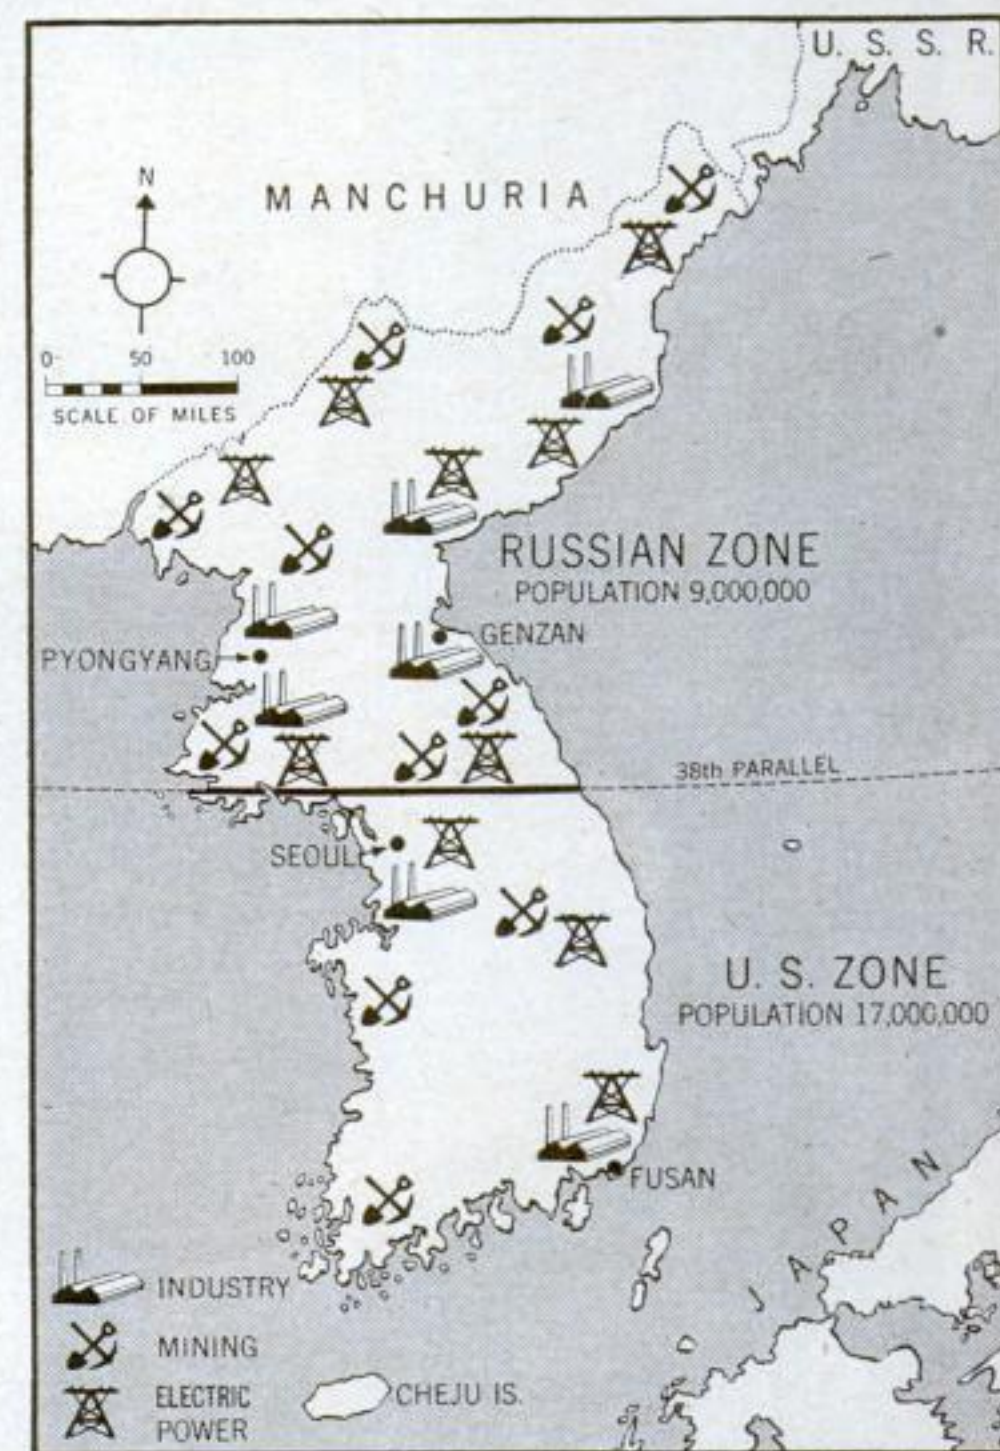 U. S. S. R.
MANCHURIA
N
0 50 100
SCALE OF MILES
RUSSIAN ZONE
POPULATION 9,000,000
GENZAN
PYONGYANG
38th PARALLEL
SEOUL
U. S. ZONE
POPULATION 17,000,000
FUSAN
JAPAN
INDUSTRY
MINING
ELECTRIC
POWER
CHEJU IS.